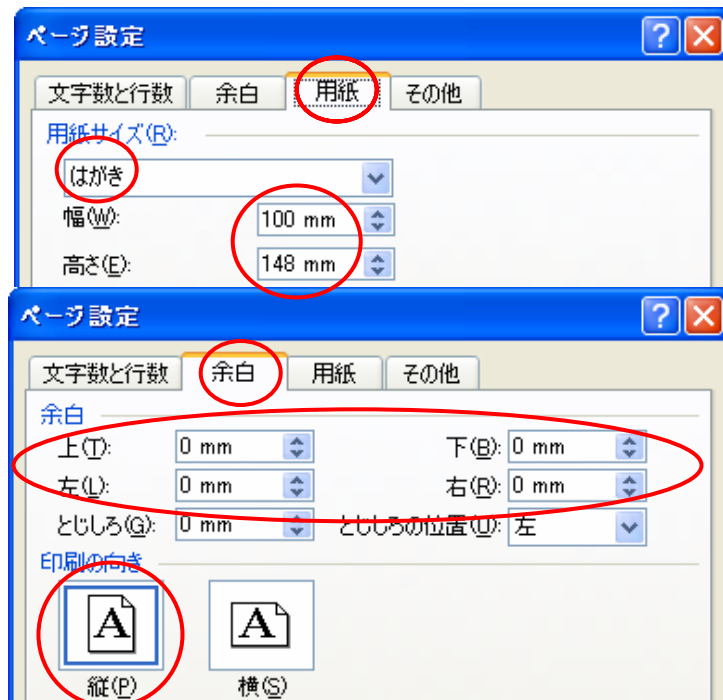 ページ設定
文字数と行数 余白 用紙 その他
用紙サイズ(R):
はがき
幅(W): 100 mm
高さ(E): 148 mm
ページ設定
文字数と行数 余白 用紙 その他
余白
上(T): 0 mm 下(B): 0 mm
左(L): 0 mm 右(R): 0 mm
とじしろ(G): 0 mm とじしろの位置(U): 左
印刷の向き
A A
縦(P) 横(S)